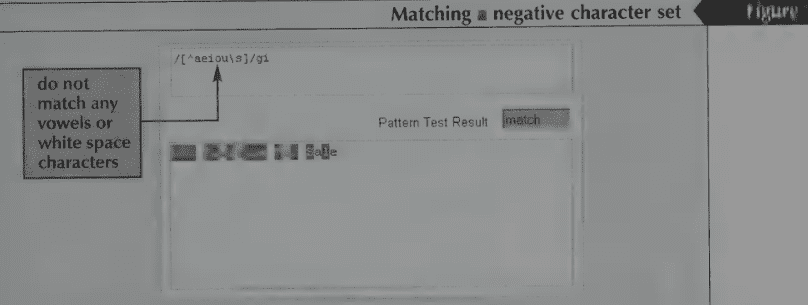 Matching a negative character set
Figure
/[^aeiou\s]/gi
do not
match any
vowels or
white space
characters
Pattern Test Result
match